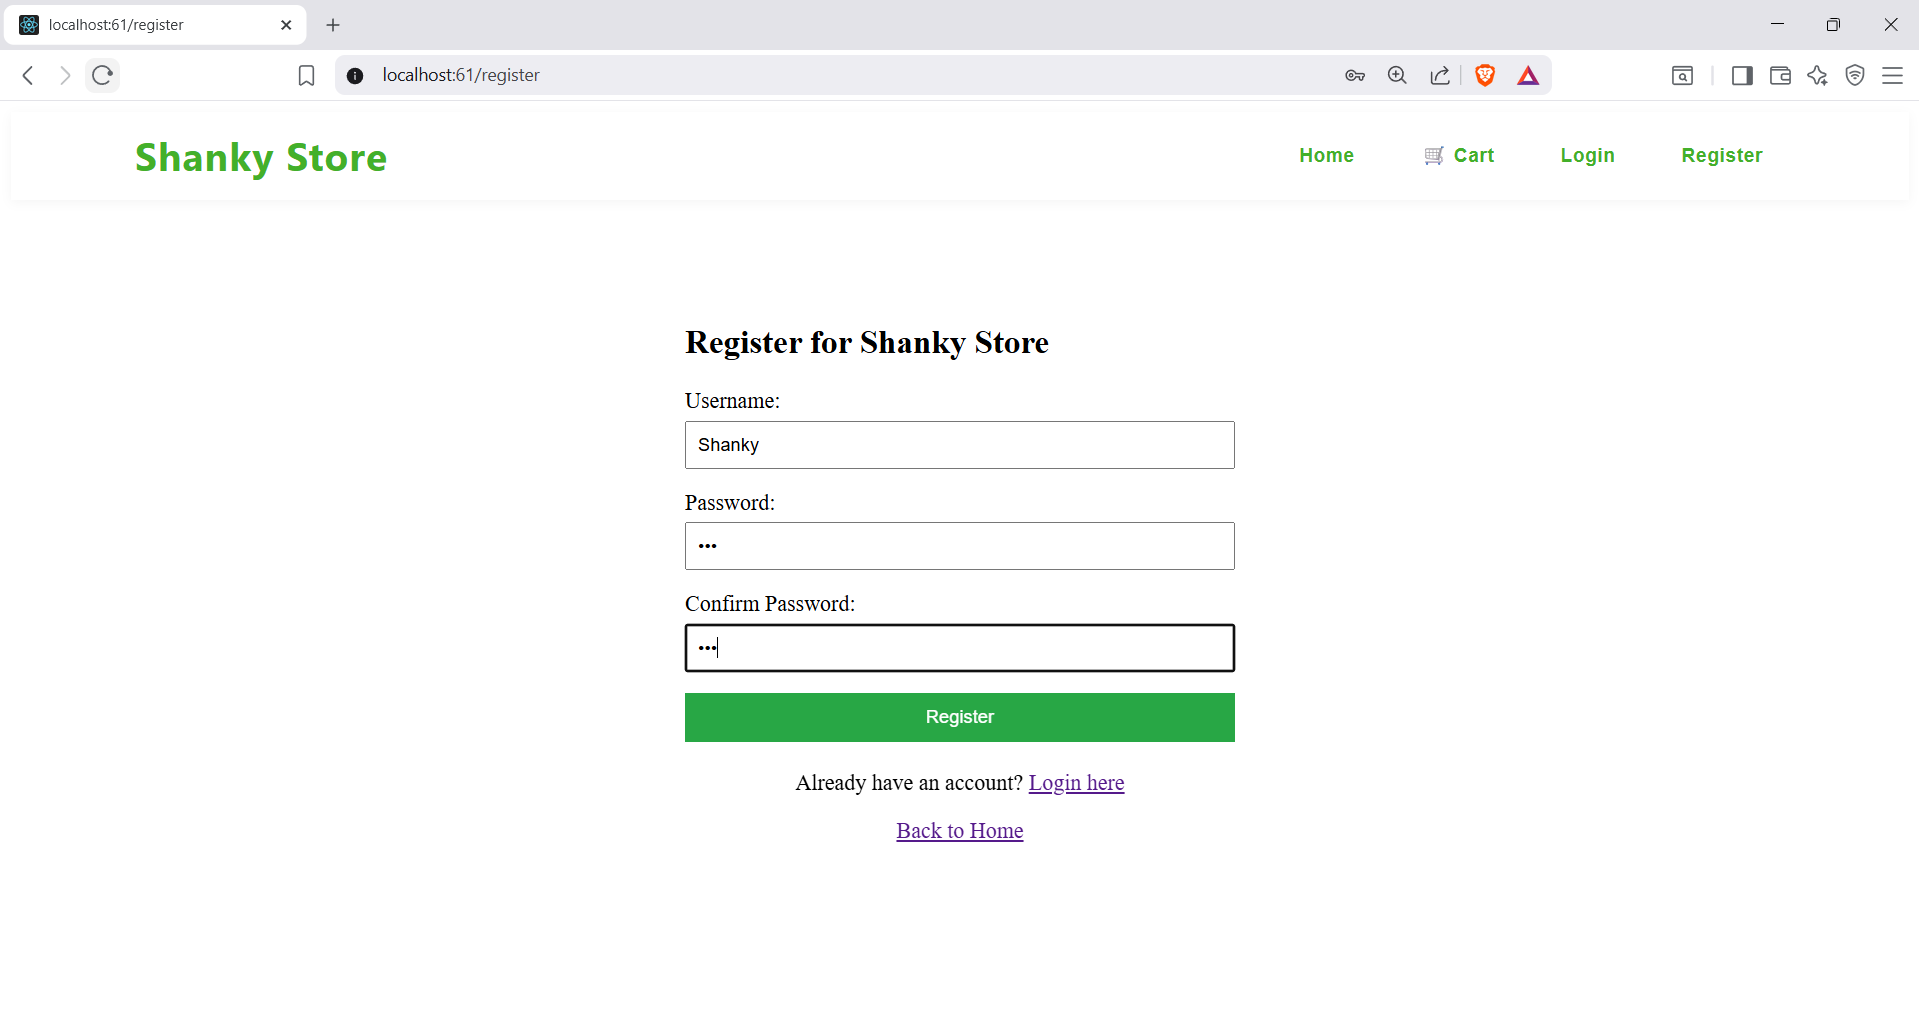 localhost:61/register
localhost:61/register
Shanky Store
Home
Cart
Login
Register
Register for Shanky Store
Username:
Shanky
Password:
•••
Confirm Password:
•••
Register
Already have an account? Login here
Back to Home